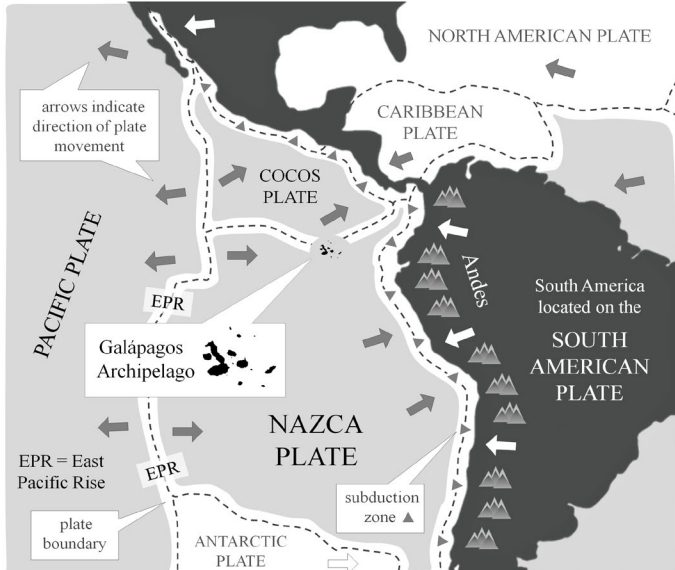 NORTH AMERICAN PLATE
arrows indicate
direction of plate
movement
CARIBBEAN
PLATE
COCOS
PLATE
PACIFIC PLATE
Andes
South America
located on the
SOUTH
AMERICAN
PLATE
EPR
Galápagos
Archipelago
NAZCA
PLATE
EPR = East
Pacific Rise
EPR
subduction
zone
plate
boundary
ANTARCTIC
PLATE